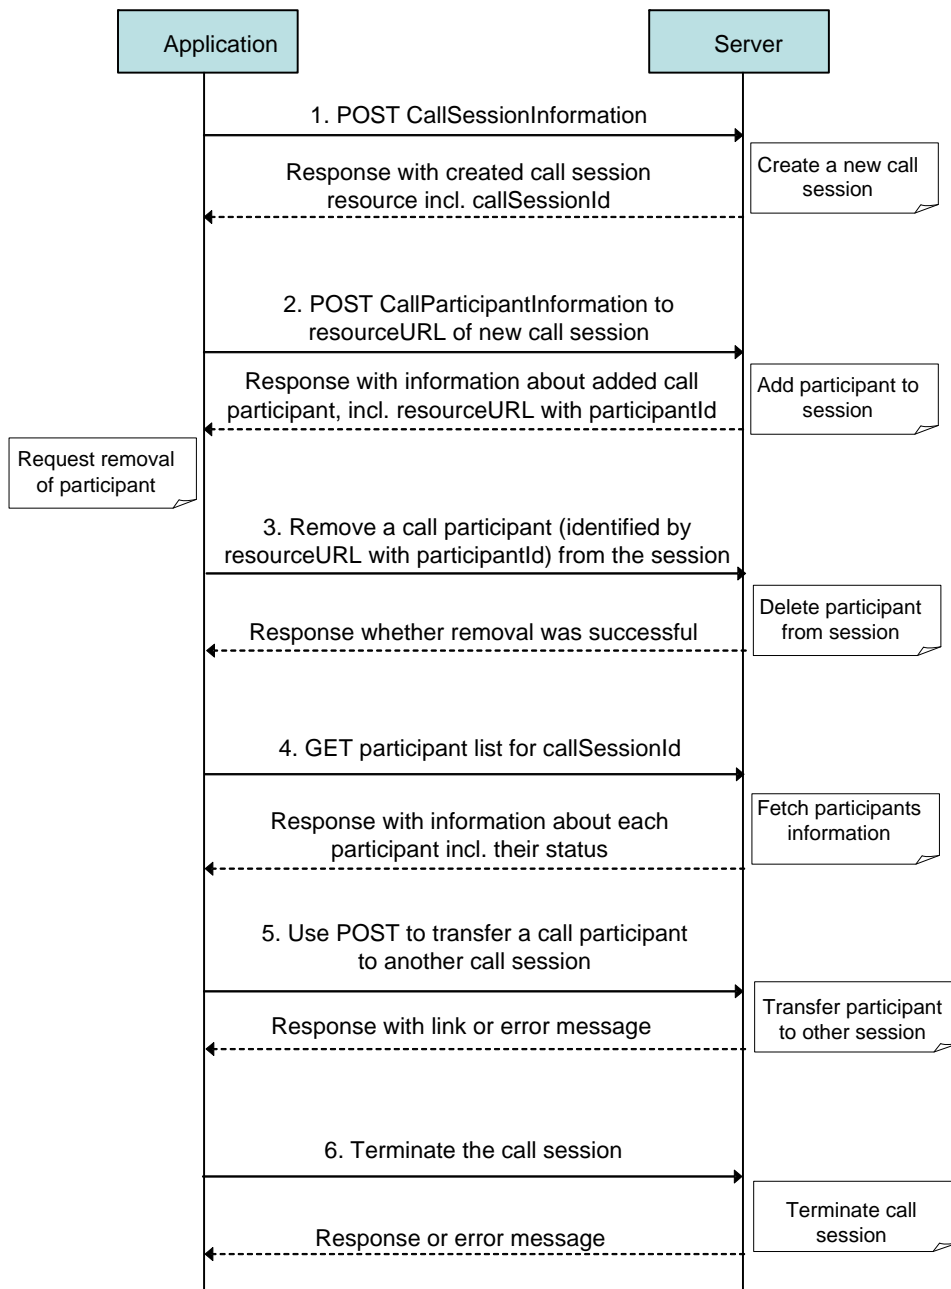 Application
Server
1. POST CallSessionInformation
Create a new call
session
Response with created call session
resource incl. callSessionId
2. POST CallParticipantInformation to
resourceURL of new call session
Response with information about added call
participant, incl. resourceURL with participantId
Add participant to
session
Request removal
of participant
3. Remove a call participant (identified by
resourceURL with participantId) from the session
Delete participant
from session
Response whether removal was successful
4. GET participant list for callSessionId
Fetch participants
information
Response with information about each
participant incl. their status
5. Use POST to transfer a call participant
to another call session
Transfer participant
to other session
Response with link or error message
6. Terminate the call session
Terminate call
session
Response or error message